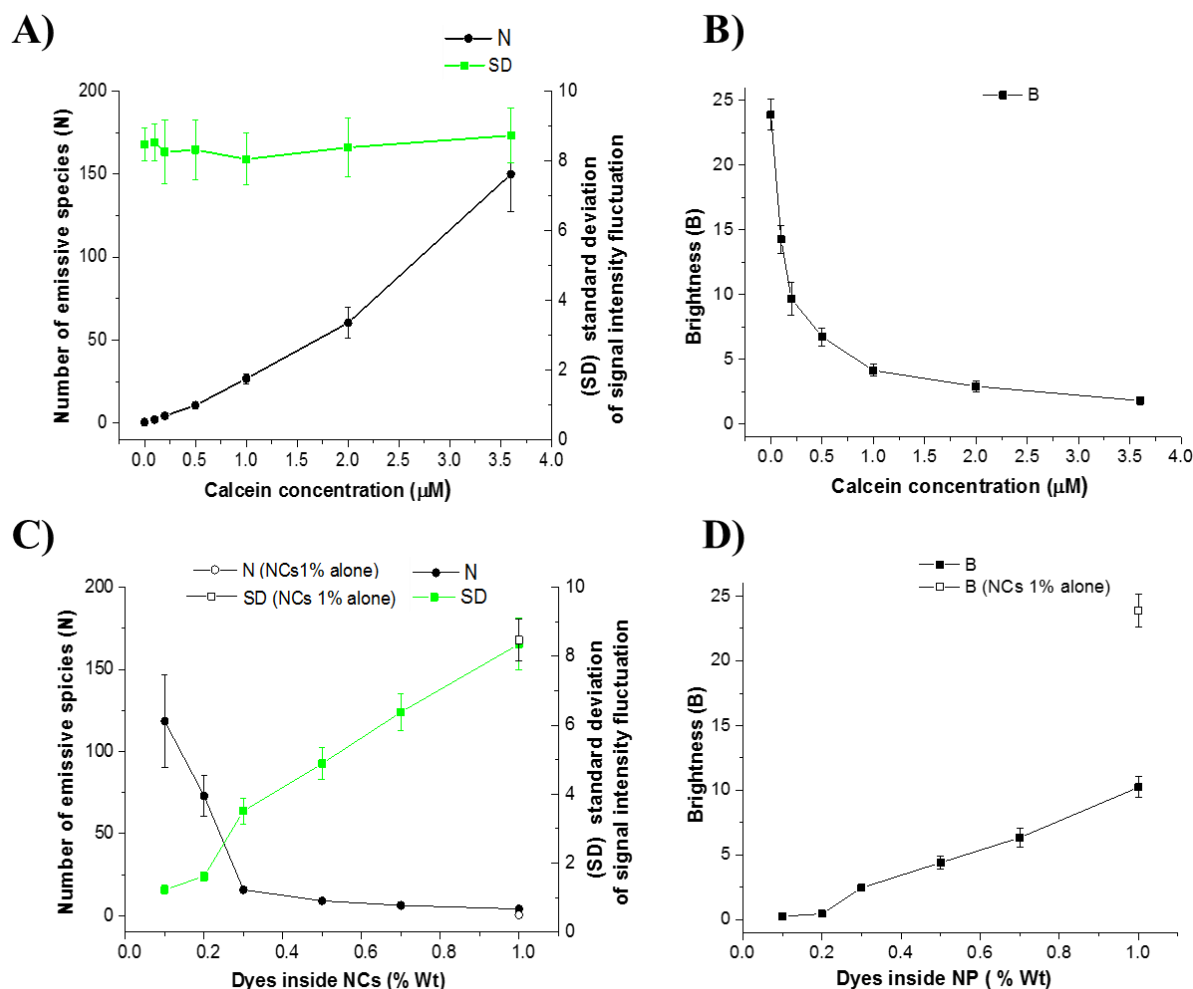 A)
N
SD
Number of emissive species (N)
200
150
100
50
0
10
8
6
4
2
0
(SD) standard deviation
of signal intensity fluctuation
0.0 0.5 1.0 1.5 2.0 2.5 3.0 3.5 4.0
Calcein concentration (μM)
B)
B
Brightness (B)
25
20
15
10
5
0
0.0 0.5 1.0 1.5 2.0 2.5 3.0 3.5 4.0
Calcein concentration (μM)
C)
N (NCs1% alone)
N
SD (NCs 1% alone)
SD
Number of emissive spicies (N)
200
150
100
50
0
10
8
6
4
2
0
(SD) standard deviation
of signal intensity fluctuation
0.0 0.2 0.4 0.6 0.8 1.0
Dyes inside NCs (% Wt)
D)
B
B (NCs 1% alone)
Brightness (B)
25
20
15
10
5
0
0.0 0.2 0.4 0.6 0.8 1.0
Dyes inside NP ( % Wt)